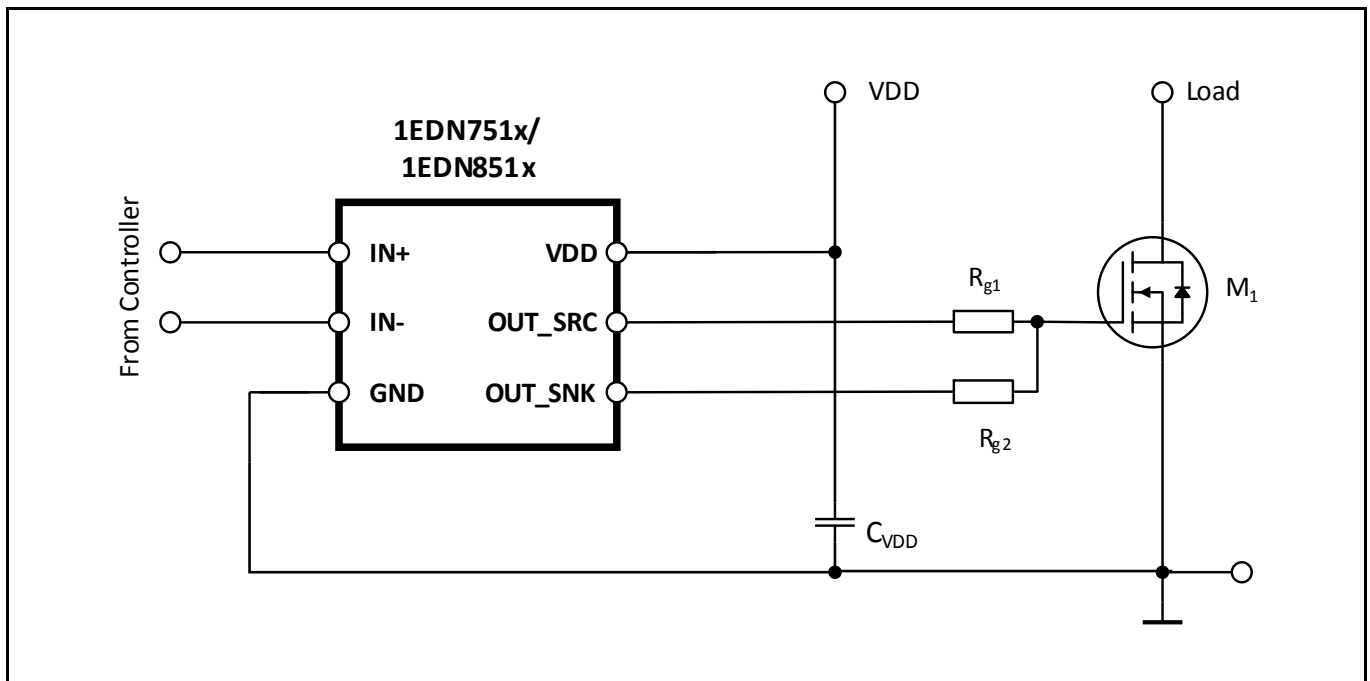 VDD
Load
1EDN751x/
1EDN851x
From Controller
IN+
VDD
IN-
OUT_SRC
GND
OUT_SNK
Rg1
M1
Rg2
CVDD